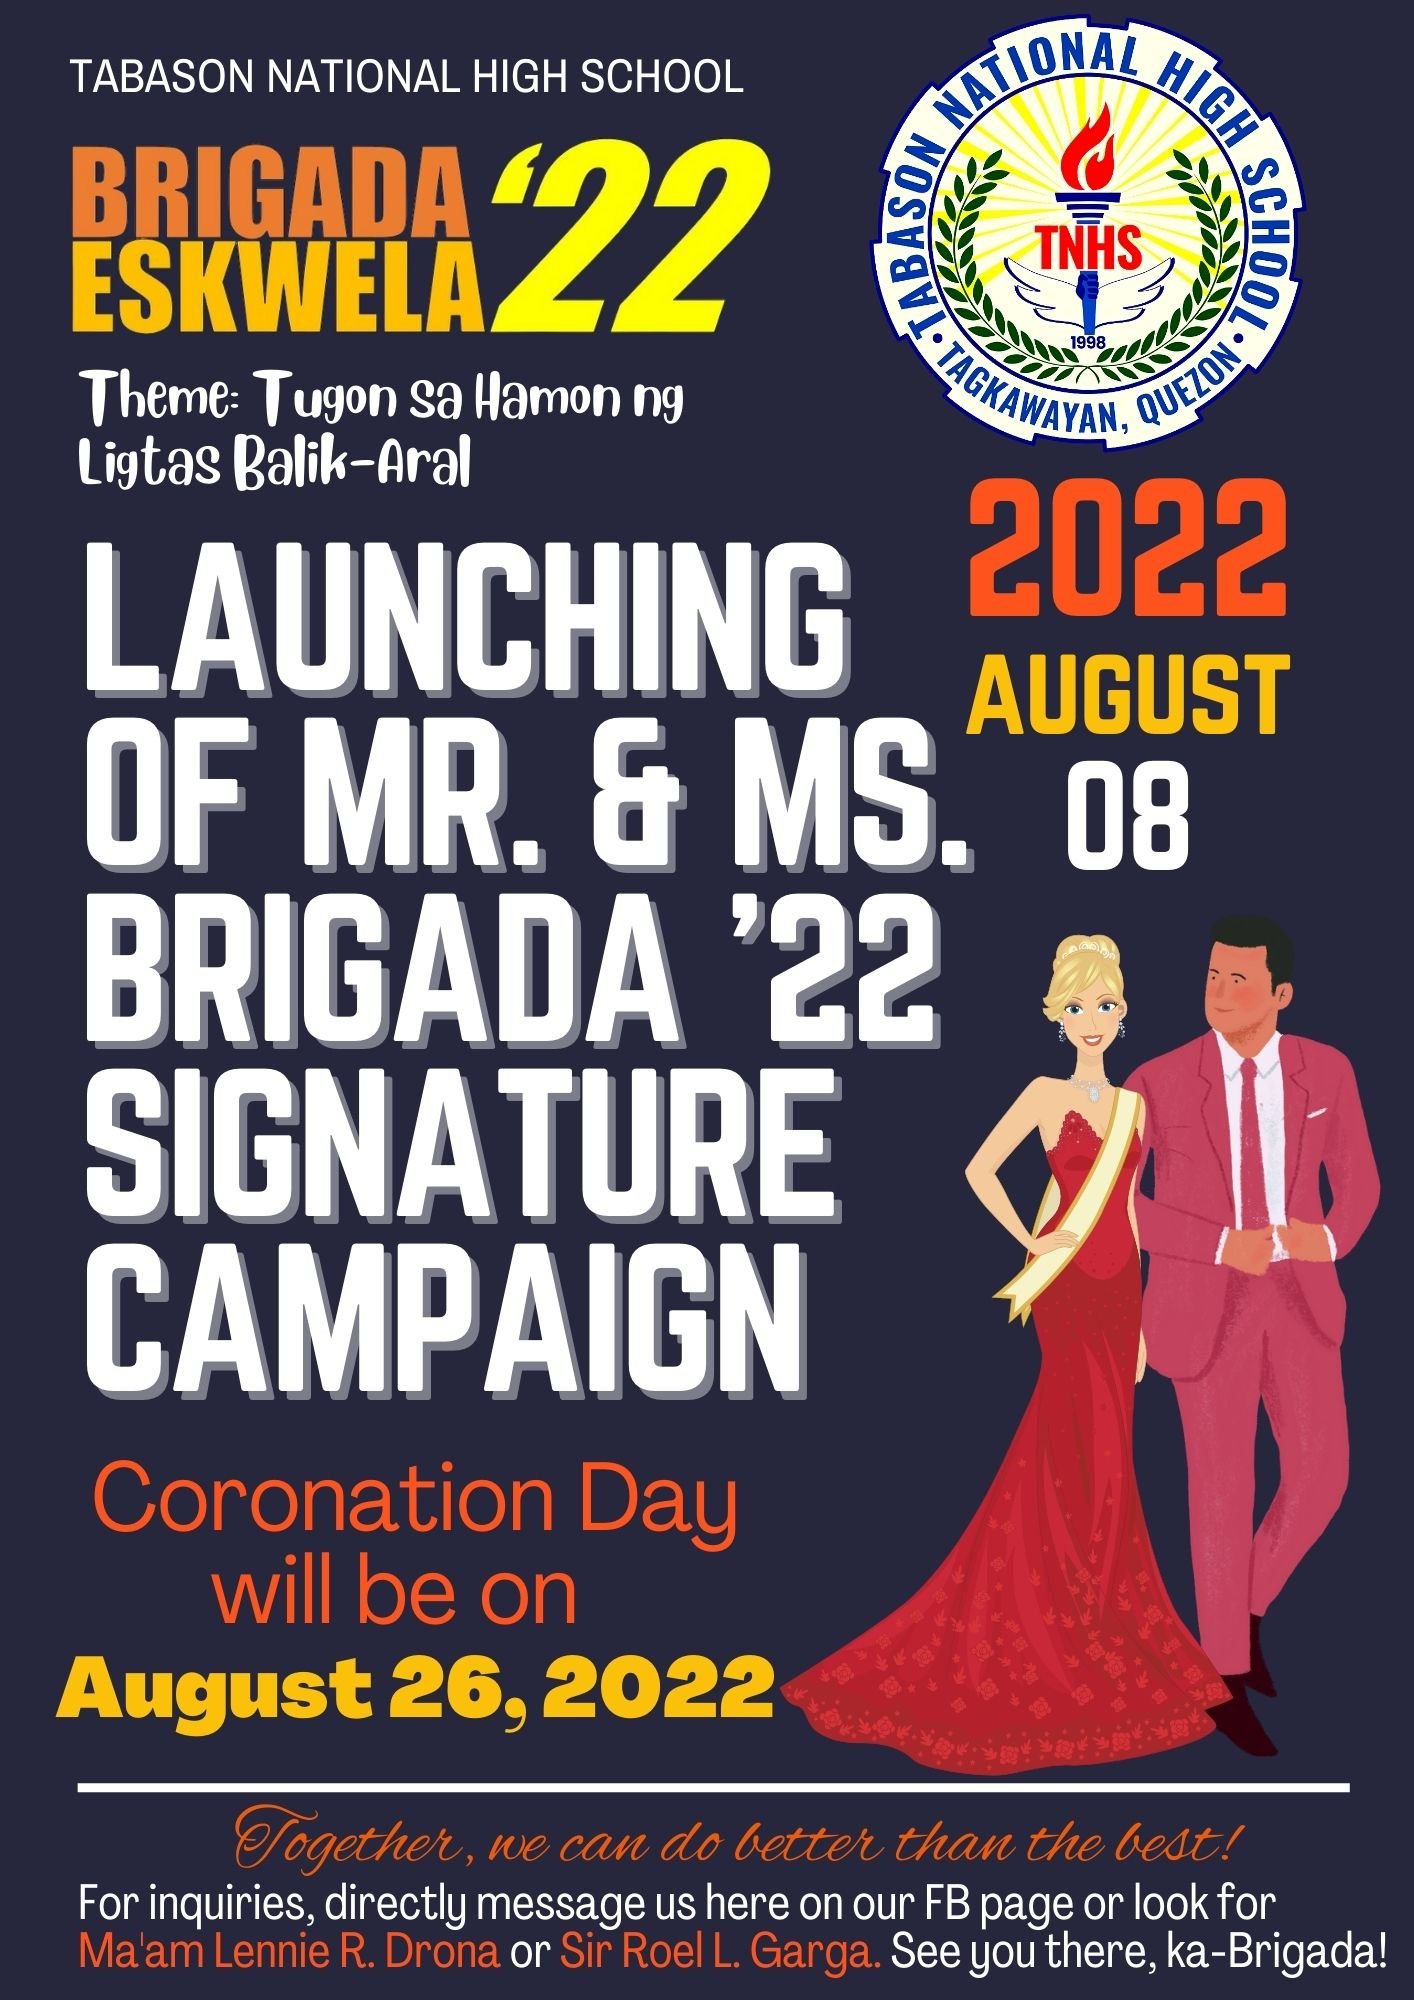 TABASON NATIONAL HIGH SCHOOL
BRIGADA
ESKWELA '22
Theme: Tugon sa Hamon ng
Ligtas Balik-Aral
TABASON NATIONAL HIGH SCHOOL
TNHS
1998
• TAGKAWAYAN, QUEZON •
2022
AUGUST
08
LAUNCHING
OF MR. & MS.
BRIGADA ’22
SIGNATURE
CAMPAIGN
Coronation Day
will be on
August 26, 2022
Together, we can do better than the best!
For inquiries, directly message us here on our FB page or look for
Ma'am Lennie R. Drona or Sir Roel L. Garga. See you there, ka-Brigada!